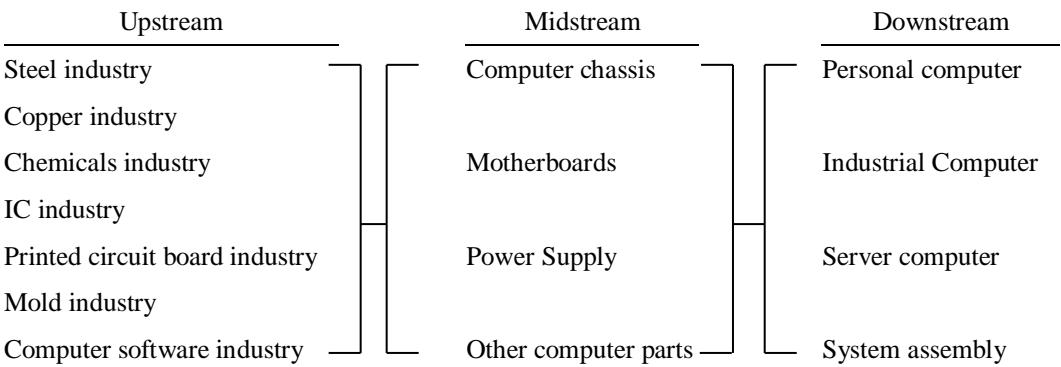 Upstream Midstream Downstream
Steel industry Computer chassis Personal computer
Copper industry
Chemicals industry Motherboards Industrial Computer
IC industry
Printed circuit board industry Power Supply Server computer
Mold industry
Computer software industry Other computer parts System assembly